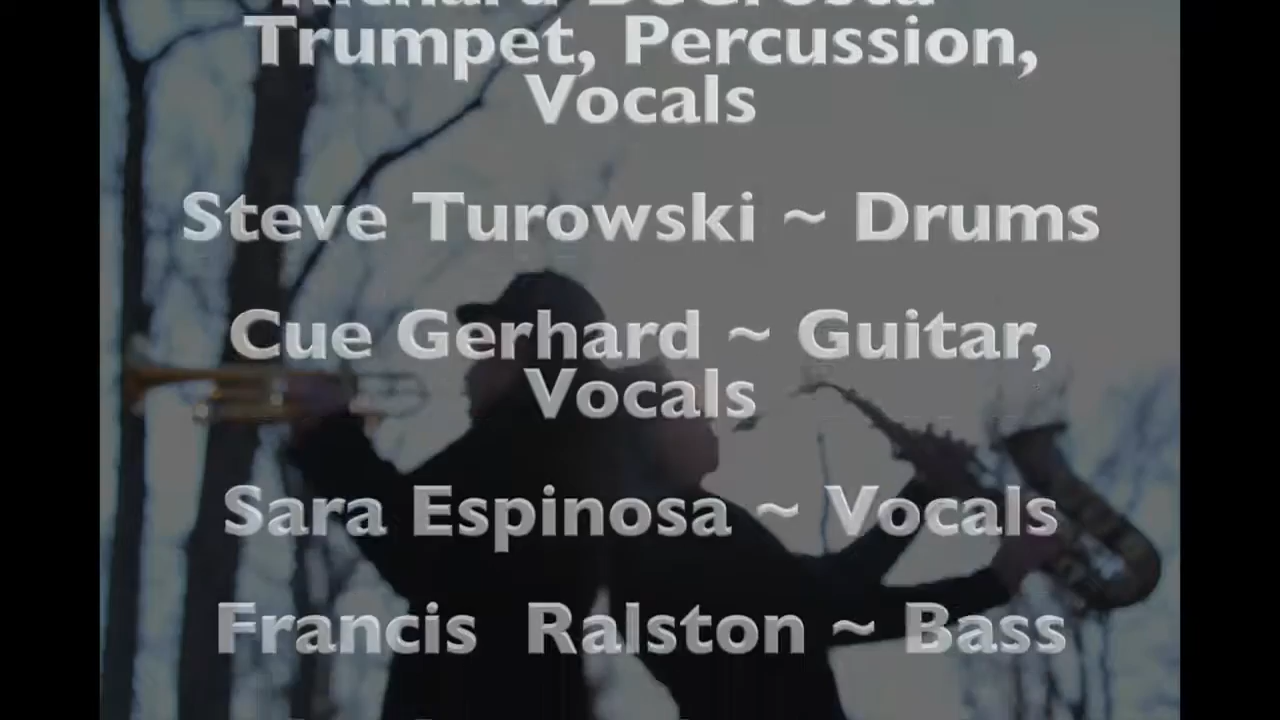 Trumpet, Percussion,
Vocals
Steve Turowski ~ Drums
Cue Gerhard ~ Guitar,
Vocals
Sara Espinosa ~ Vocals
Francis Ralston ~ Bass